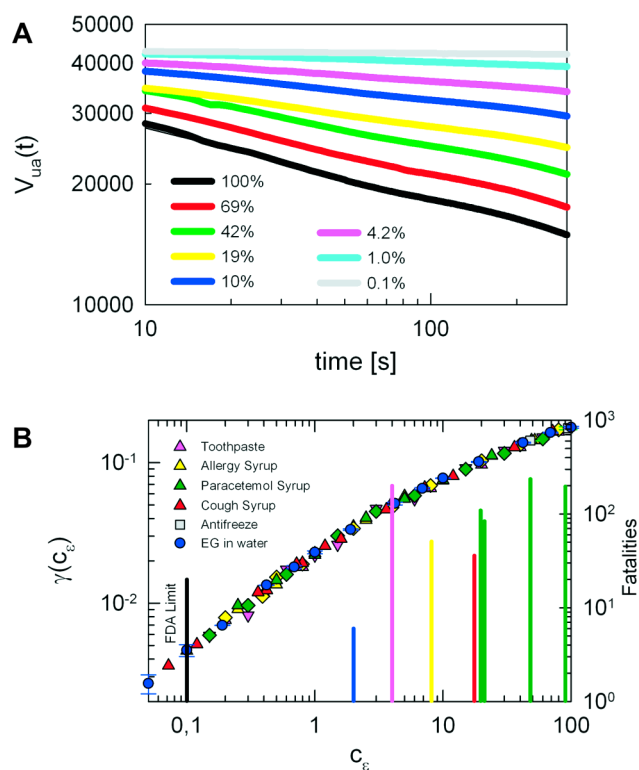 A
50000
40000
30000
20000
10000
V_ua(t)
100%
69%
42%
19%
10%
4.2%
1.0%
0.1%
10
100
time [s]
B
10^-1
10^-2
γ(c_ε)
Toothpaste
Allergy Syrup
Paracetemol Syrup
Cough Syrup
Antifreeze
EG in water
FDA Limit
10^3
10^2
10^1
10^0
Fatalities
0,1
1
10
100
c_ε